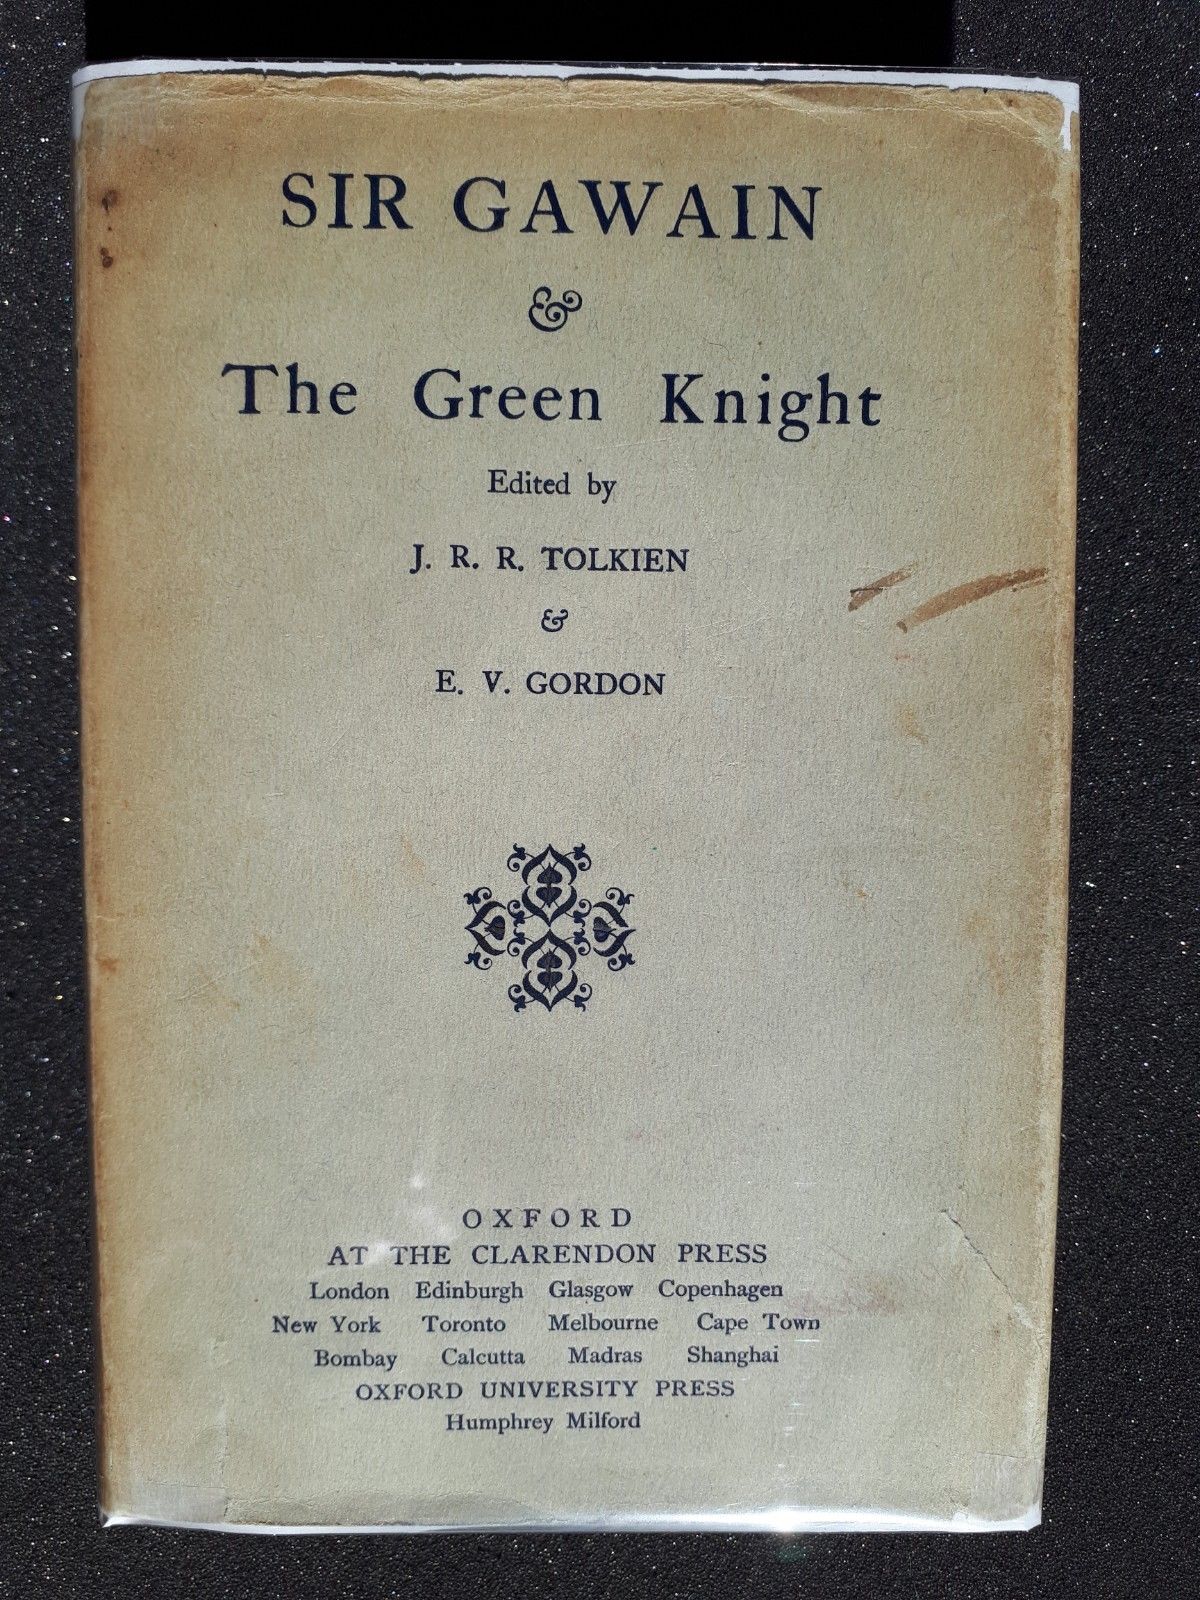 SIR GAWAIN
&
The Green Knight
Edited by
J. R. R. TOLKIEN
&
E. V. GORDON
OXFORD
AT THE CLARENDON PRESS
London Edinburgh Glasgow Copenhagen
New York Toronto Melbourne Cape Town
Bombay Calcutta Madras Shanghai
OXFORD UNIVERSITY PRESS
Humphrey Milford